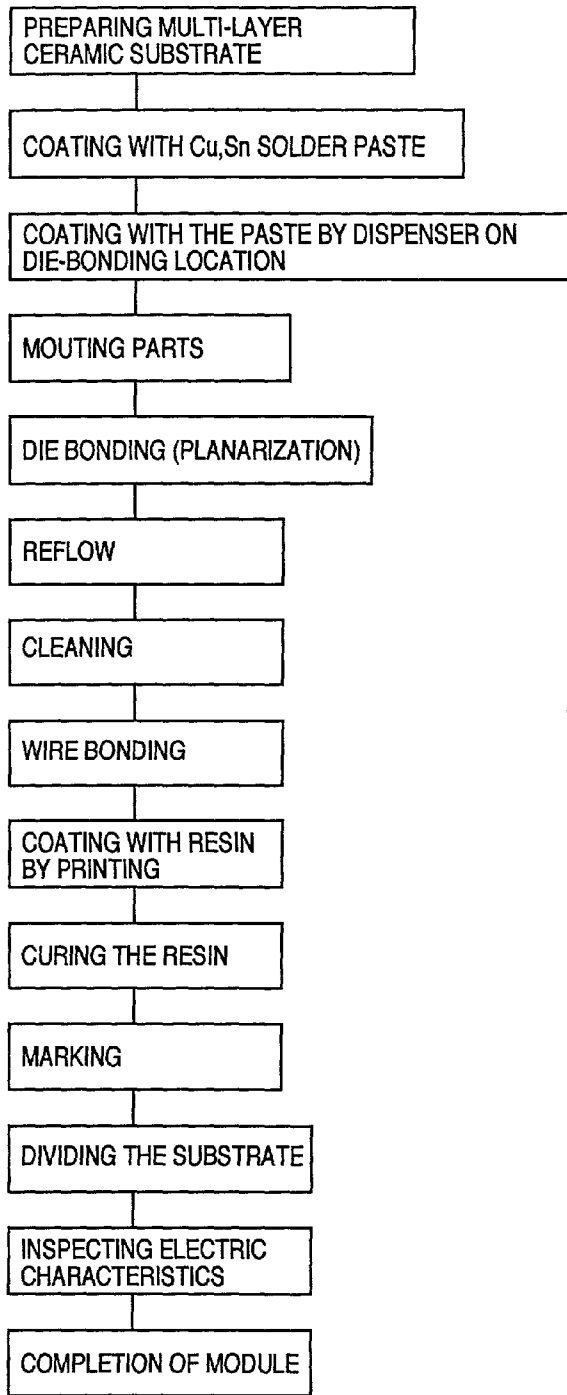 PREPARING MULTI-LAYER
CERAMIC SUBSTRATE
COATING WITH Cu,Sn SOLDER PASTE
COATING WITH THE PASTE BY DISPENSER ON
DIE-BONDING LOCATION
MOUTING PARTS
DIE BONDING (PLANARIZATION)
REFLOW
CLEANING
WIRE BONDING
COATING WITH RESIN
BY PRINTING
CURING THE RESIN
MARKING
DIVIDING THE SUBSTRATE
INSPECTING ELECTRIC
CHARACTERISTICS
COMPLETION OF MODULE